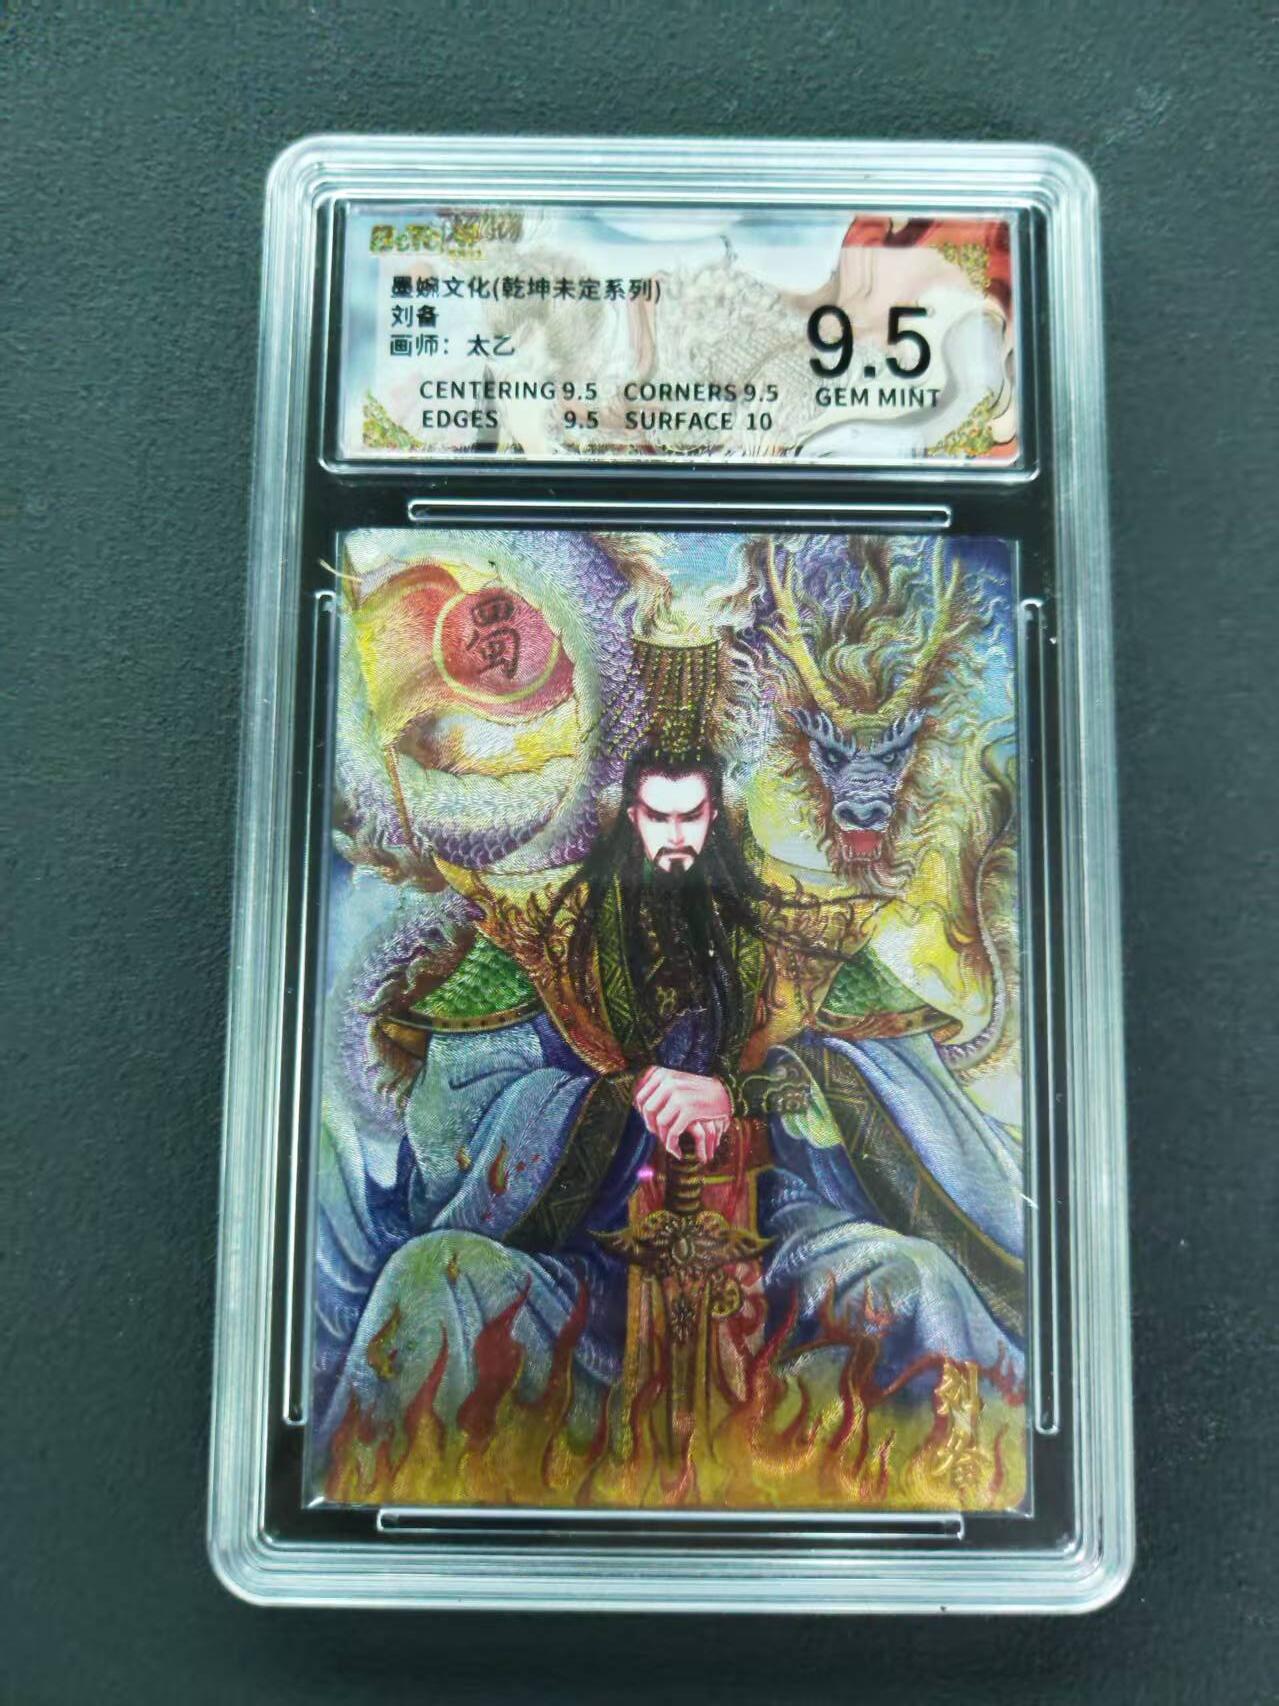 墨婉文化(乾坤未定系列)
刘备
画师：太乙
9.5
GEM MINT
CENTERING 9.5 CORNERS 9.5
EDGES 9.5 SURFACE 10
蜀
刘备